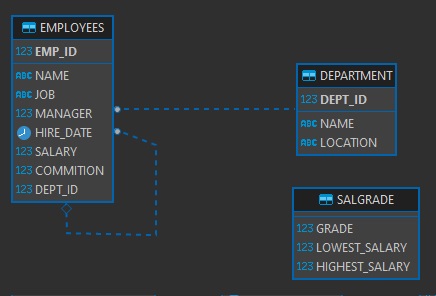 EMPLOYEES
123 EMP_ID
ABC NAME
ABC JOB
123 MANAGER
HIRE_DATE
123 SALARY
123 COMMITION
123 DEPT_ID
DEPARTMENT
123 DEPT_ID
ABC NAME
ABC LOCATION
SALGRADE
123 GRADE
123 LOWEST_SALARY
123 HIGHEST_SALARY